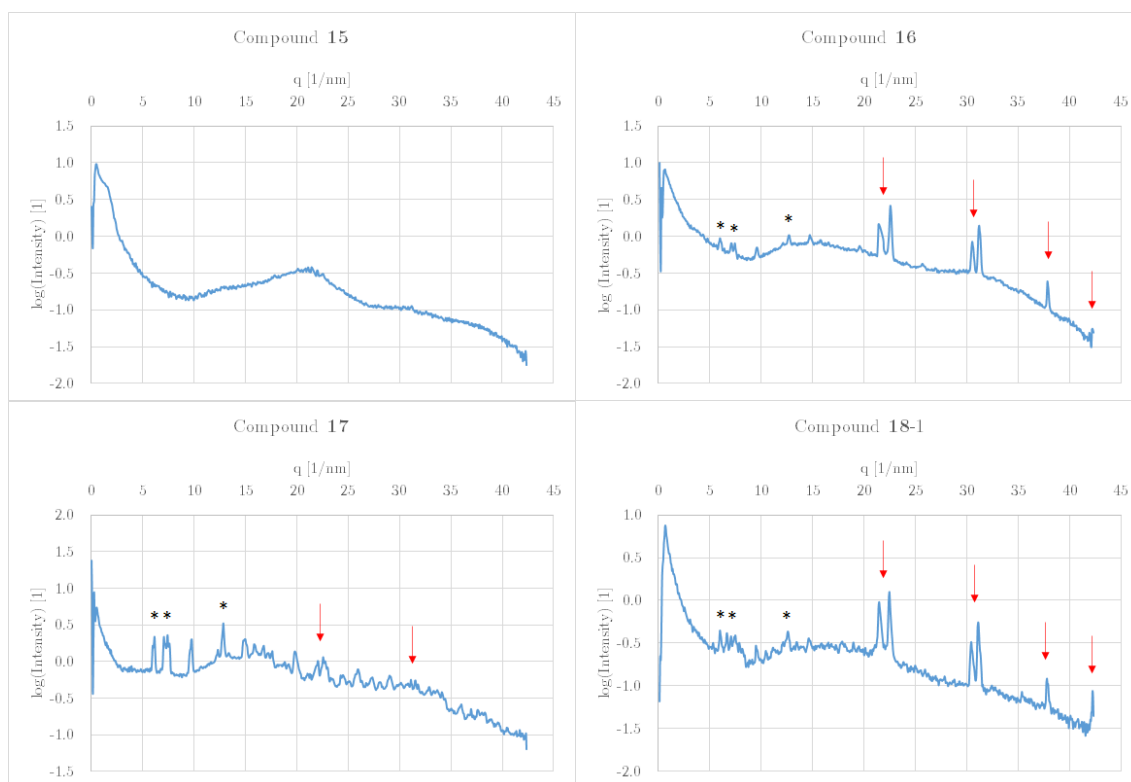 Compound 15
q [1/nm]
0 5 10 15 20 25 30 35 40 45
log(Intensity) [1]
1.5
1.0
0.5
0.0
-0.5
-1.0
-1.5
-2.0
Compound 16
q [1/nm]
0 5 10 15 20 25 30 35 40 45
log (Intensity) [1]
1.5
1.0
0.5
0.0
-0.5
-1.0
-1.5
-2.0
* * *
Compound 17
q [1/nm]
0 5 10 15 20 25 30 35 40 45
log(Intensity) [1]
2.0
1.5
1.0
0.5
0.0
-0.5
-1.0
-1.5
* * *
Compound 18-1
q [1/nm]
0 5 10 15 20 25 30 35 40 45
log(Intensity) [1]
1.0
0.5
0.0
-0.5
-1.0
-1.5
-2.0
* * *